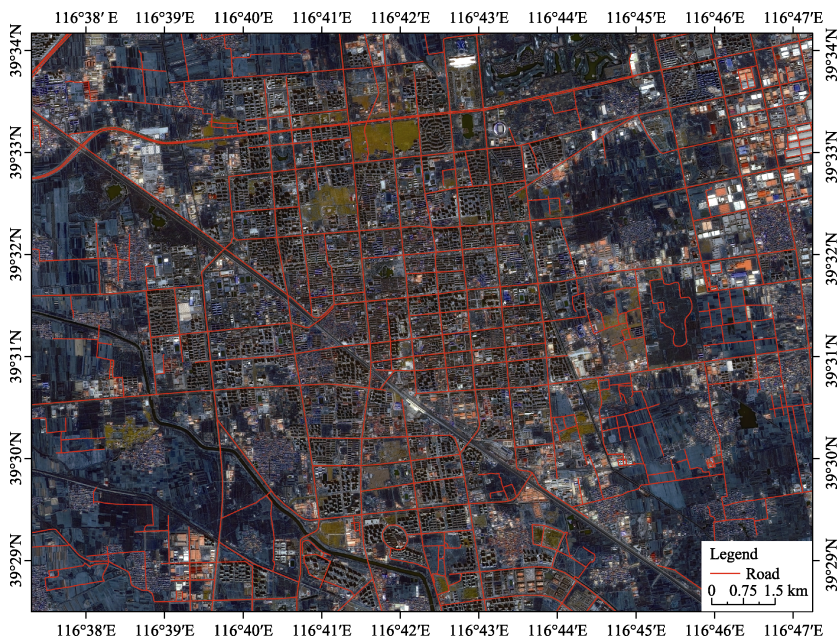 116°38′ E 116°39′E 116°40′E 116°41′E 116°42′E 116°43′E 116°44′E 116°45′E 116°46′E 116°47′E
39°34′N 39°34′N
39°33′N 39°33′N
39°32′N 39°32′N
39°31′N 39°31′N
39°30′N 39°30′N
39°29′N 39°29′N
Legend
Road
0 0.75 1.5 km
116°38′E 116°39′E 116°40′E 116°41′E 116°42′E 116°43′E 116°44′E 116°45′E 116°46′E 116°47′E